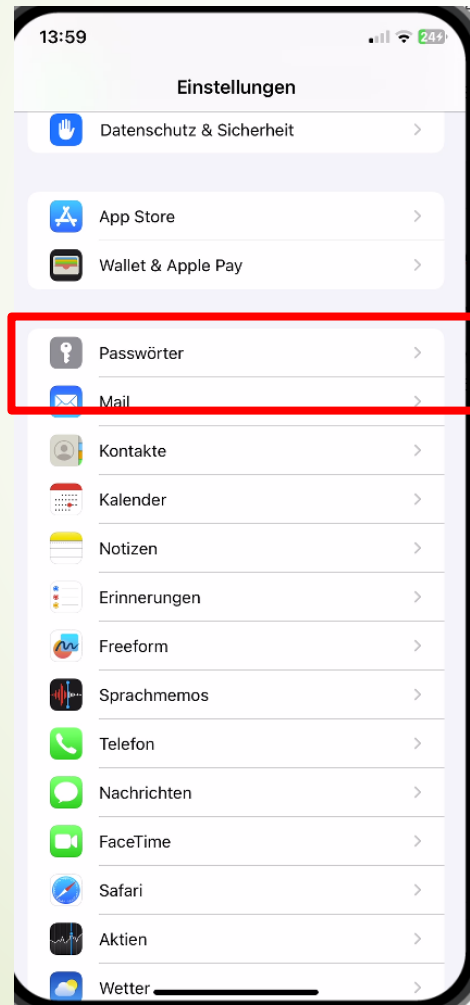 13:59
24
Einstellungen
Datenschutz & Sicherheit
App Store
Wallet & Apple Pay
Passwörter
Mail
Kontakte
Kalender
Notizen
Erinnerungen
Freeform
Sprachmemos
Telefon
Nachrichten
FaceTime
Safari
Aktien
Wetter